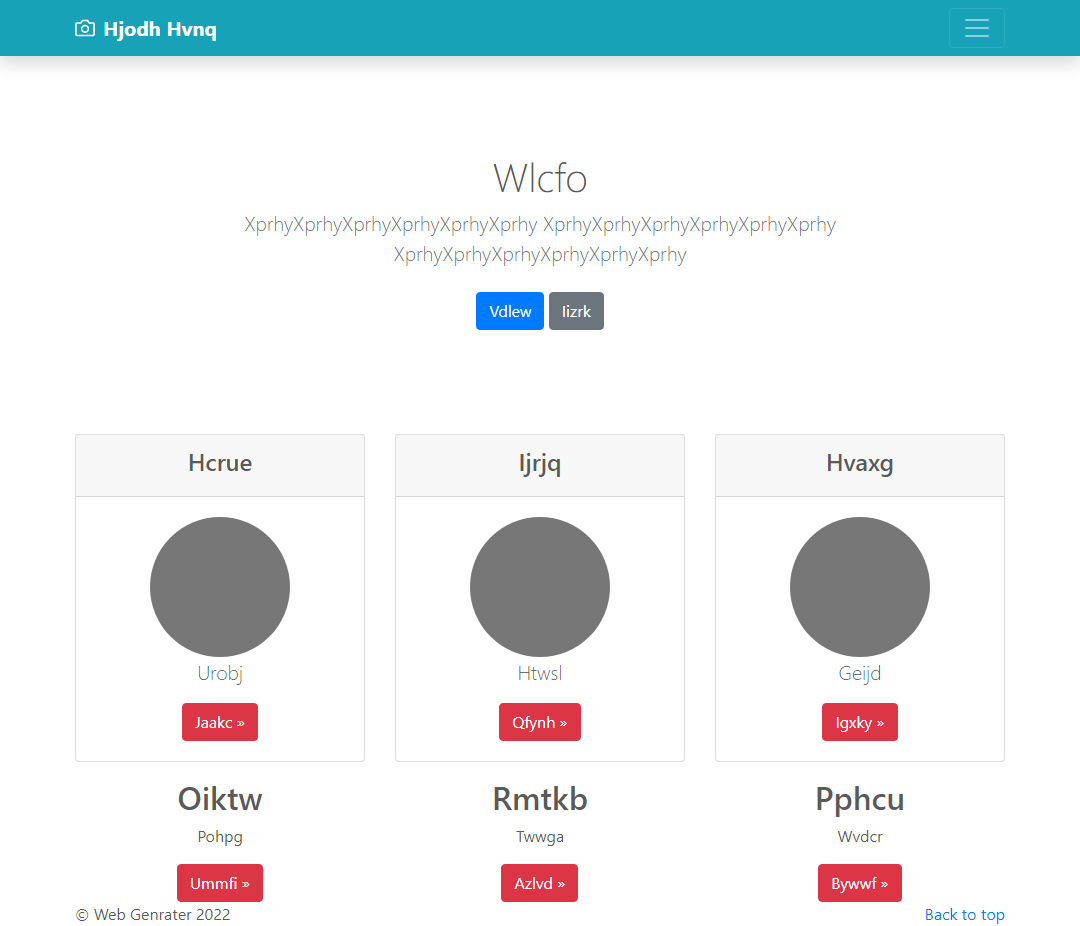 Hjodh Hvnq
Wlcfo
XprhyXprhyXprhyXprhyXprhyXprhy XprhyXprhyXprhyXprhyXprhyXprhy
XprhyXprhyXprhyXprhyXprhyXprhy
Vdlew Iizrk
Hcrue Ijrjq Hvaxg
Urobj Htwsl Geijd
Jaakc » Qfynh » Igxky »
Oiktw Rmtkb Pphcu
Pohpg Twwga Wvdcr
Ummfi » Azlvd » Bywwf »
© Web Genrater 2022 Back to top